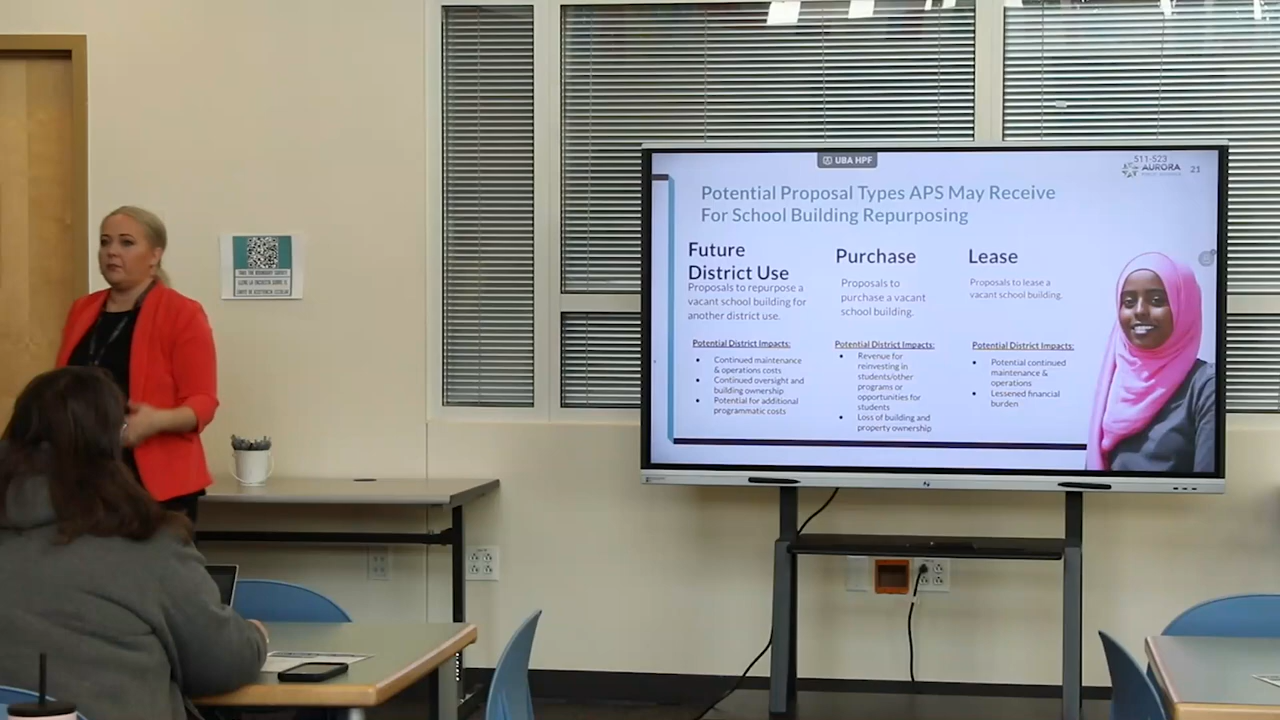 UBA HPF
S11-S23
AURORA
21
Potential Proposal Types APS May Receive
For School Building Repurposing
Future
District Use
Proposals to repurpose a
vacant school building for
another district use.
Potential District Impacts:
Continued maintenance
& operations costs
Continued oversight and
building ownership
Potential for additional
programmatic costs
Purchase
Proposals to
purchase a vacant
school building.
Potential District Impacts:
Revenue for
reinvesting in
students/other
programs or
opportunities for
students
Loss of building and
property ownership
Lease
Proposals to lease a
vacant school building.
Potential District Impacts:
Potential continued
maintenance &
operations
Lessened financial
burden
TAKE THE BOUNDARY SURVEY